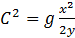 C² = g x²/2y